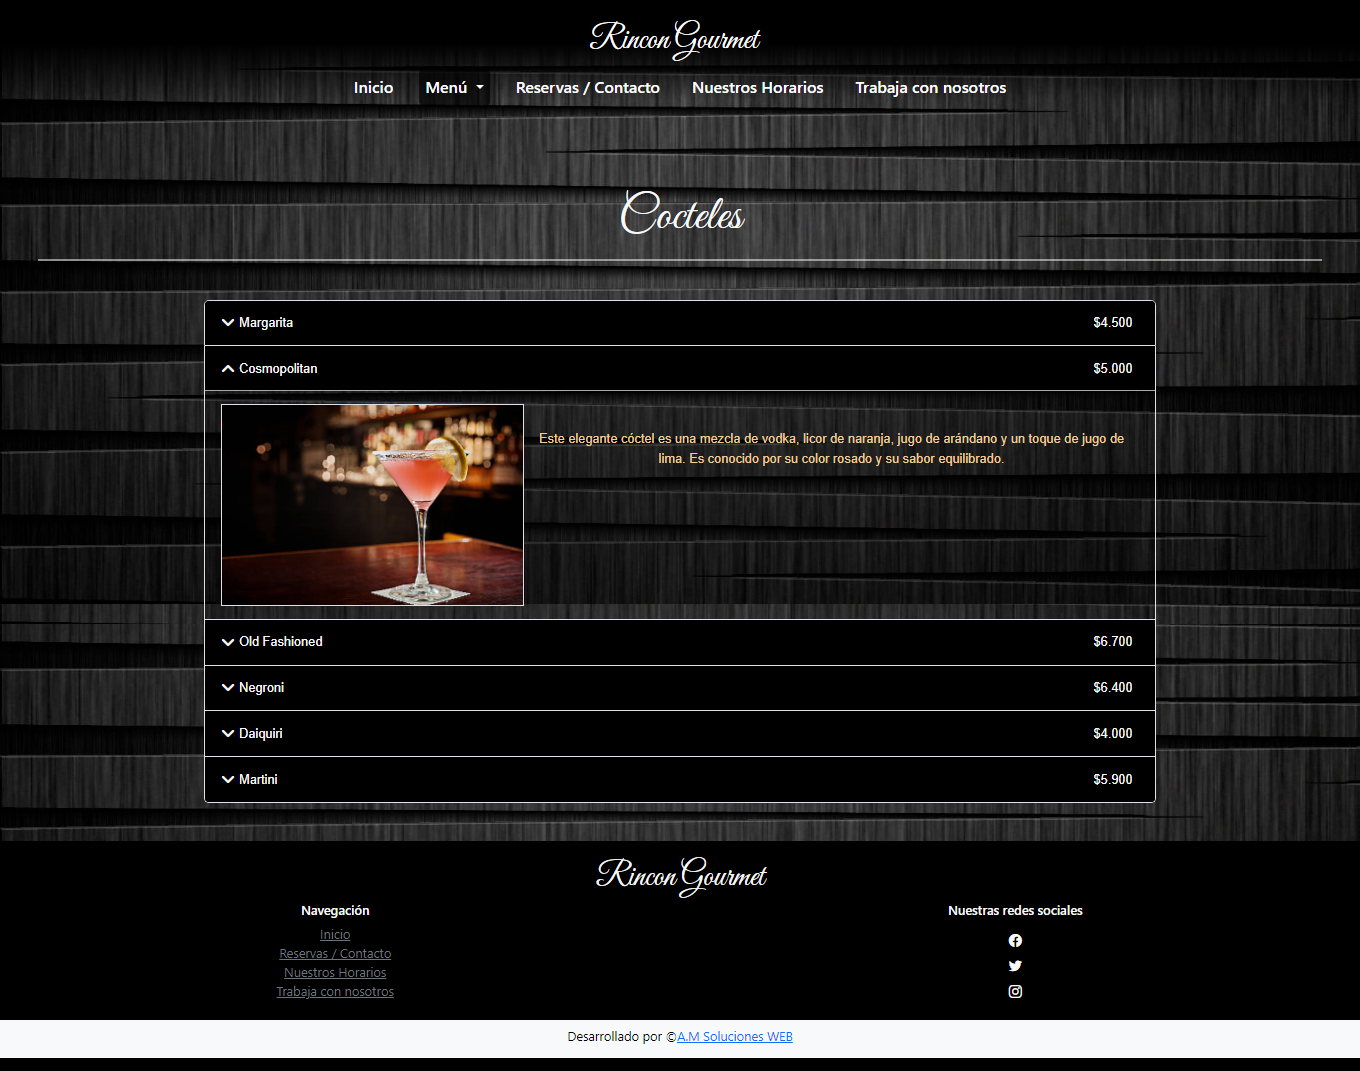 Rincon Gourmet
Inicio Menú Reservas / Contacto Nuestros Horarios Trabaja con nosotros
Cocteles
Margarita $4.500
Cosmopolitan $5.000
Este elegante cóctel es una mezcla de vodka, licor de naranja, jugo de arándano y un toque de jugo de
lima. Es conocido por su color rosado y su sabor equilibrado.
Old Fashioned $6.700
Negroni $6.400
Daiquiri $4.000
Martini $5.900
Rincon Gourmet
Navegación
Inicio
Reservas / Contacto
Nuestros Horarios
Trabaja con nosotros
Nuestras redes sociales
Desarrollado por ©A.M Soluciones WEB